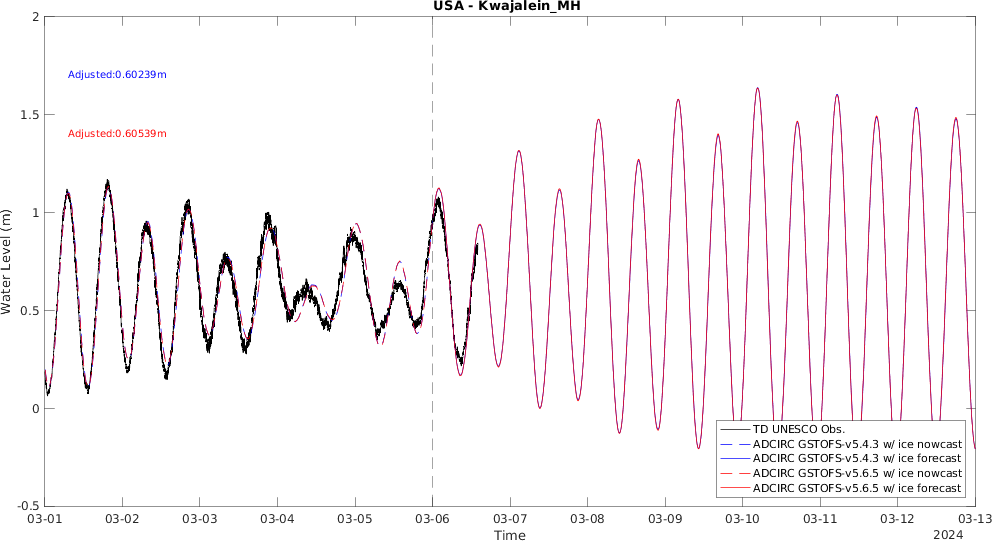 USA - Kwajalein_MH
2
Adjusted:0.60239m
1.5
Adjusted:0.60539m
1
Water Level (m)
0.5
0
TD UNESCO Obs.
ADCIRC GSTOFS-v5.4.3 w/ ice nowcast
ADCIRC GSTOFS-v5.4.3 w/ ice forecast
ADCIRC GSTOFS-v5.6.5 w/ ice nowcast
ADCIRC GSTOFS-v5.6.5 w/ ice forecast
-0.5
03-01 03-02 03-03 03-04 03-05 03-06 03-07 03-08 03-09 03-10 03-11 03-12 03-13
Time
2024